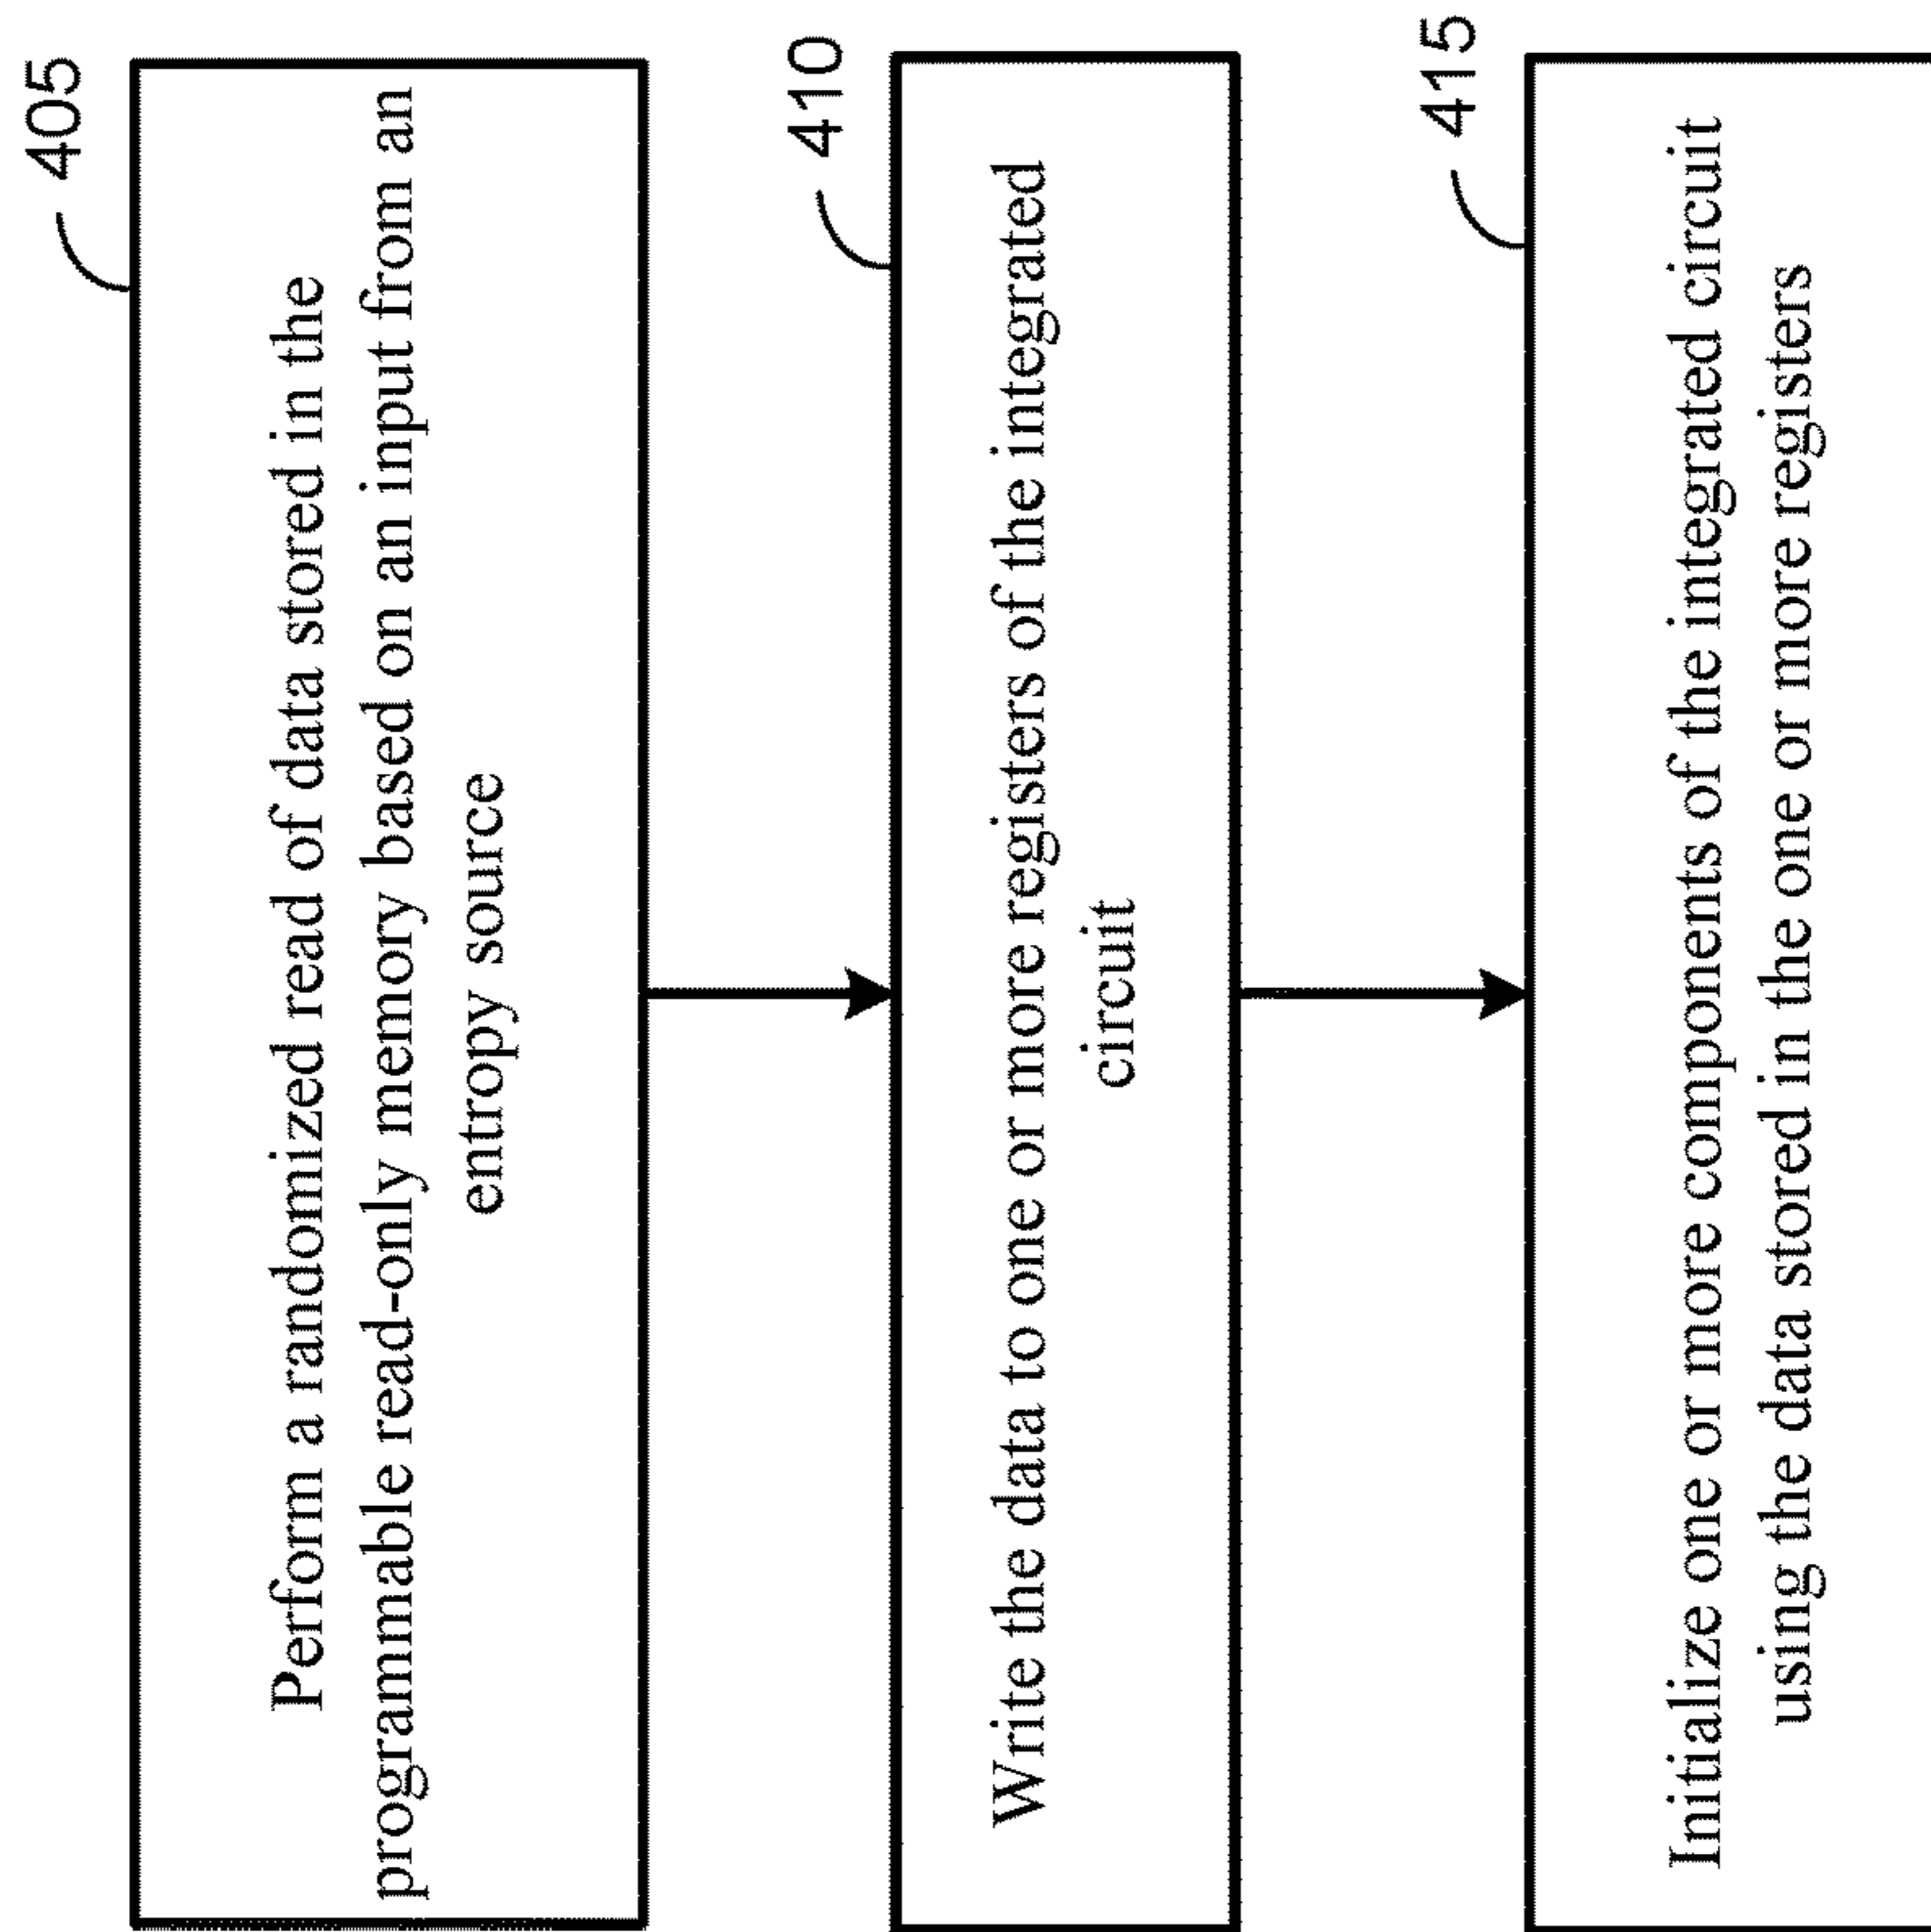 405
Perform a randomized read of data stored in the
programmable read-only memory based on an input from an
entropy source
410
Write the data to one or more registers of the integrated
circuit
415
Initialize one or more components of the integrated circuit
using the data stored in the one or more registers